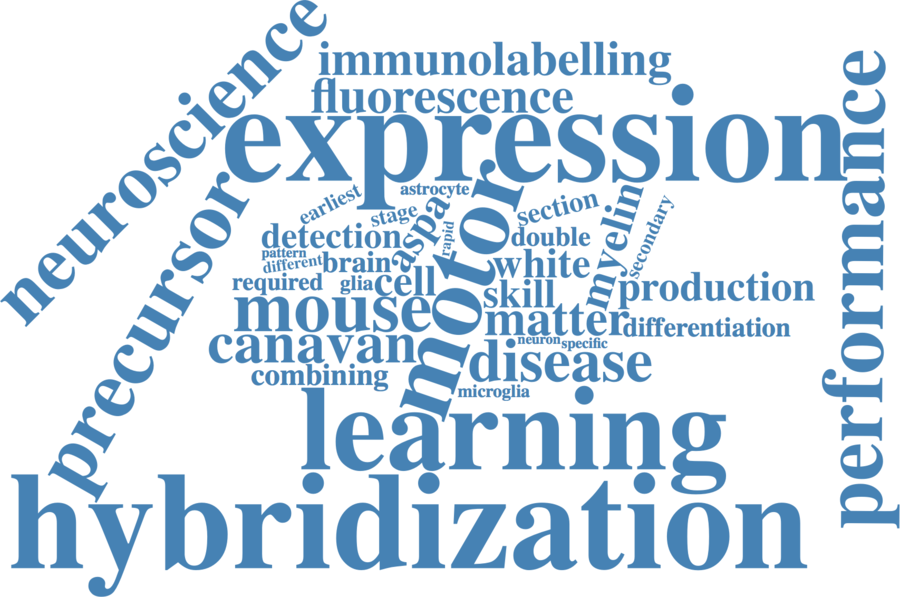 neuroscience
immunolabelling
fluorescence
expression
performance
precursor
motor
astrocyte
earliest
stage
aspa
rapid
section
myelin
secondary
detection
double
pattern
different
brain
white
required
glia
cell
skill
production
mouse
matter
differentiation
canavan
neuron
specific
disease
combining
microglia
learning
hybridization